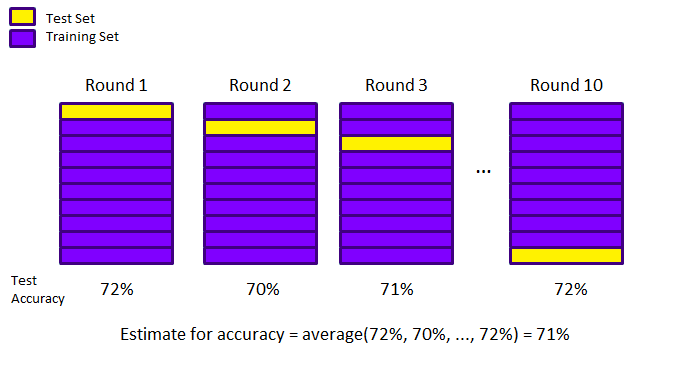 Test Set
Training Set
Round 1 Round 2 Round 3 Round 10
...
Test
Accuracy 72% 70% 71% 72%
Estimate for accuracy = average(72%, 70%, ..., 72%) = 71%